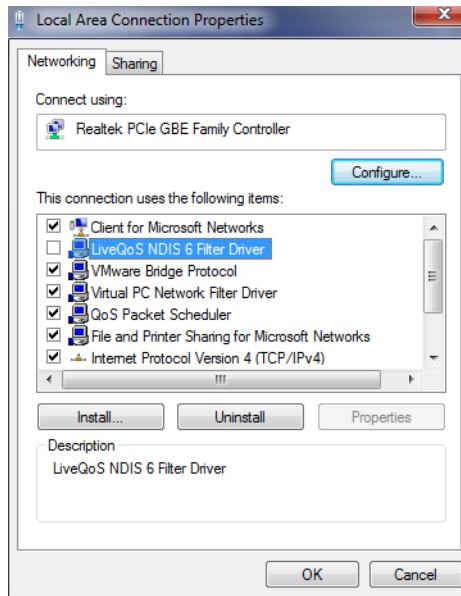 Local Area Connection Properties
Networking
Sharing
Connect using:
Realtek PCIe GBE Family Controller
Configure...
This connection uses the following items:
Client for Microsoft Networks
LiveQoS NDIS 6 Filter Driver
VMware Bridge Protocol
Virtual PC Network Filter Driver
QoS Packet Scheduler
File and Printer Sharing for Microsoft Networks
Internet Protocol Version 4 (TCP/IPv4)
Install...
Uninstall
Properties
Description
LiveQoS NDIS 6 Filter Driver
OK
Cancel